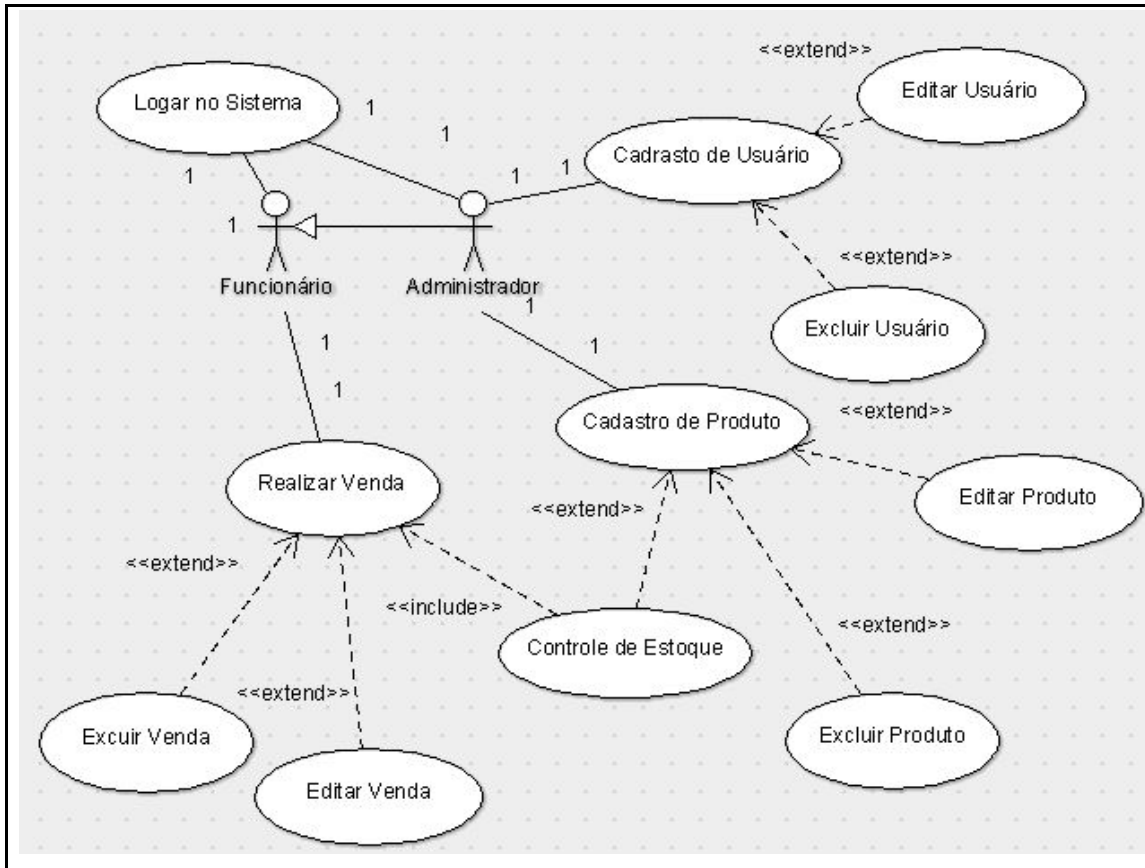 <<extend>>
Editar Usuário
Logar no Sistema
1
1
Cadrasto de Usuário
1
1
1
1
<<extend>>
Funcionário
Administrador
1
Excluir Usuário
1
1
1
<<extend>>
Cadastro de Produto
Realizar Venda
Editar Produto
<<extend>>
<<extend>>
<<include>>
<<extend>>
Controle de Estoque
<<extend>>
Excuir Venda
Excluir Produto
Editar Venda